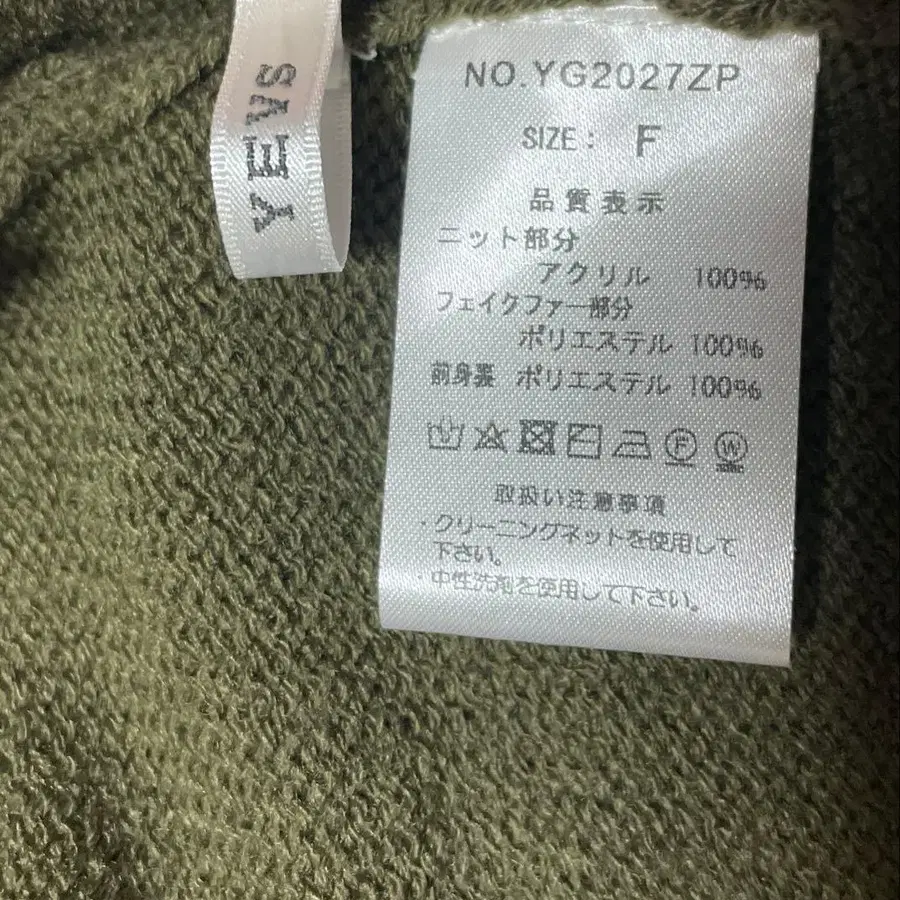 YEVS
NO.YG2027ZP
SIZE: F
品質表示
ニット部分
アクリル 100%
フェイクファー部分
ポリエステル 100%
前身裏 ポリエステル 100%
F W
取扱い注意事項
・クリーニングネットを使用して
下さい。
・中性洗剤を使用して下さい。